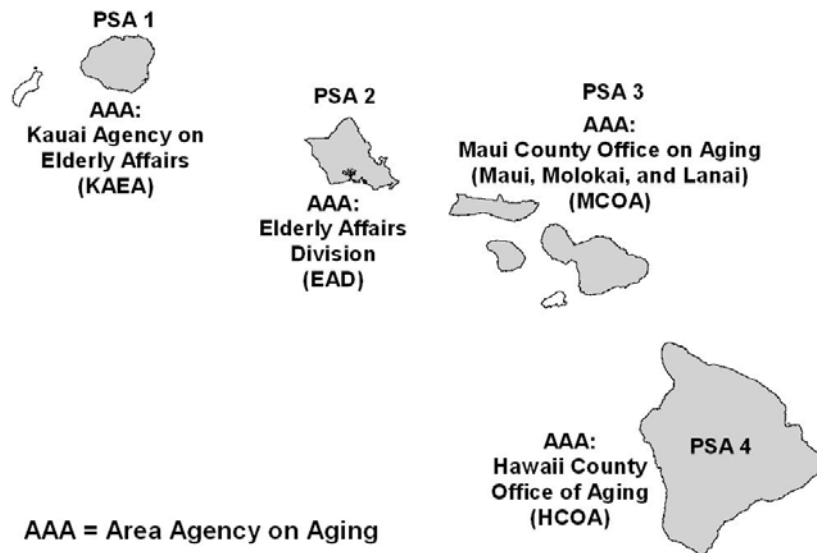 PSA 1
AAA:
Kauai Agency on
Elderly Affairs
(KAEA)
PSA 2
AAA:
Elderly Affairs
Division
(EAD)
PSA 3
AAA:
Maui County Office on Aging
(Maui, Molokai, and Lanai)
(MCOA)
PSA 4
AAA:
Hawaii County
Office of Aging
(HCOA)
AAA = Area Agency on Aging